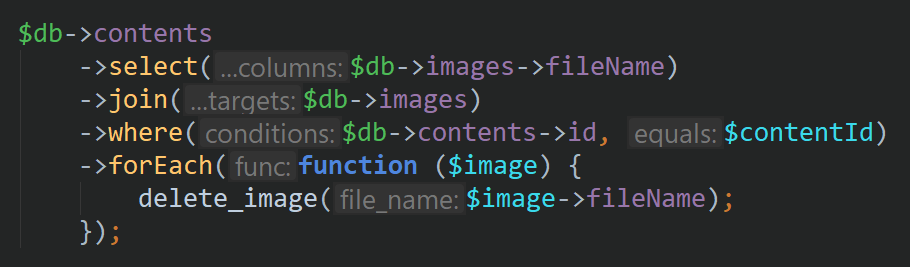 $db->contents
->select(...columns: $db->images->fileName)
->join(...targets: $db->images)
->where(conditions: $db->contents->id, equals: $contentId)
->forEach(func: function ($image) {
delete_image(file_name: $image->fileName);
});